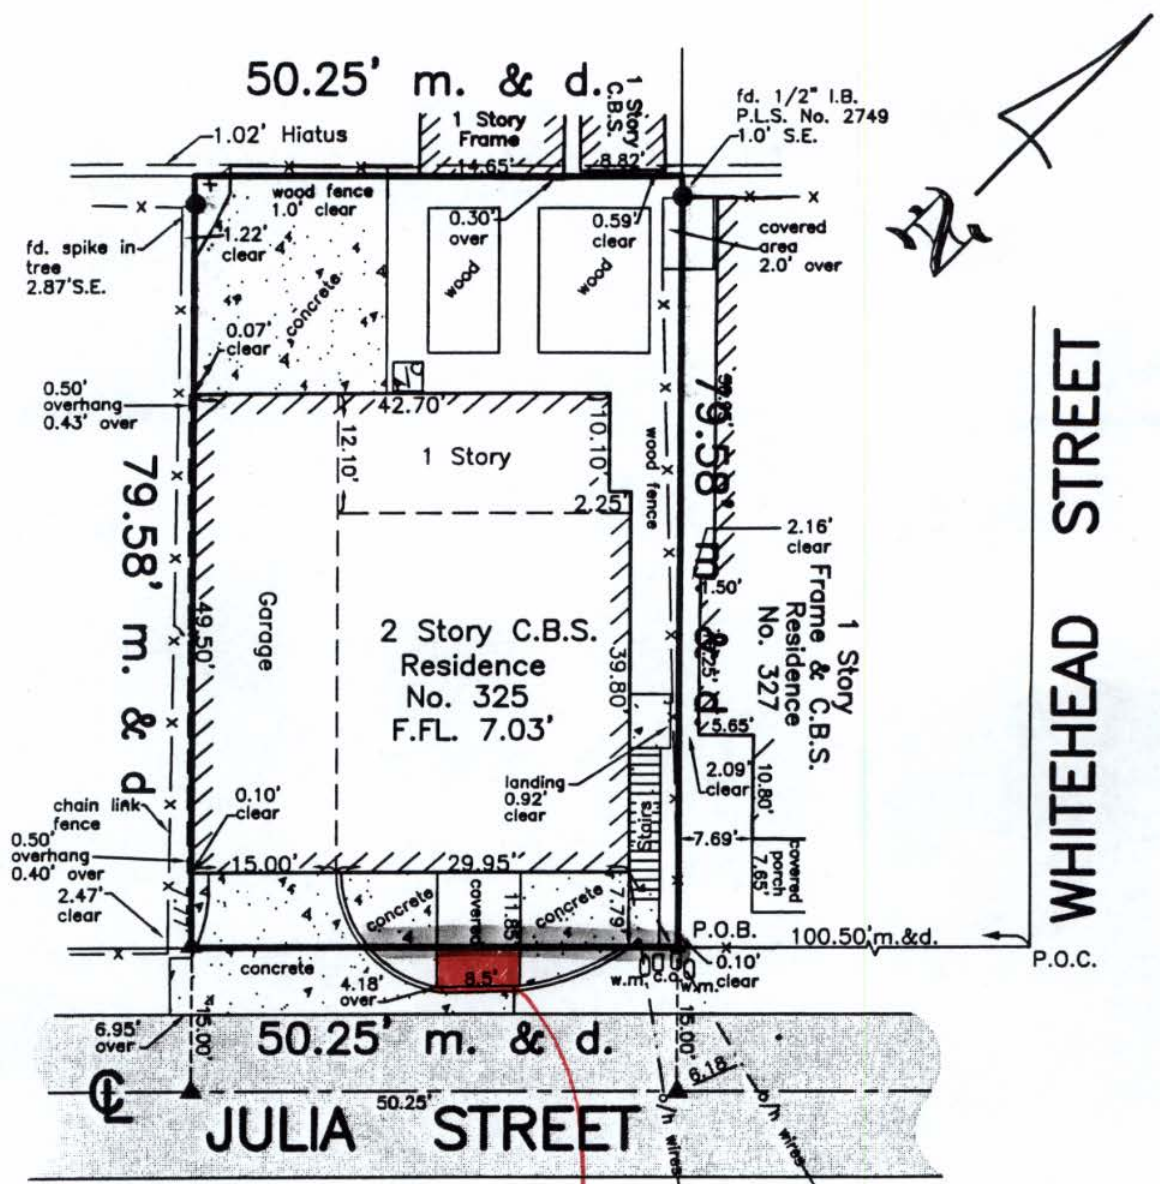 50.25' m. & d.
1 Story
C.B.S.
fd. 1/2" I.B.
P.L.S. No. 2749
1.0' S.E.
1.02' Hiatus
1 Story
Frame
14.65'
8.82'
wood fence
1.0' clear
x
0.30'
over
0.59'
clear
covered
area
2.0' over
N
fd. spike in
tree
2.87'S.E.
1.22'
clear
concrete
wood
wood
0.07'
clear
0.50'
overhang
0.43' over
42.70'
12.10'
1 Story
10.10'
2.25'
wood fence
79.58' m. & d.
79.58' m. & d.
2.16'
clear
1.50'
1 Story
Frame & C.B.S.
Residence
No. 327
WHITEHEAD STREET
49.50'
Garage
2 Story C.B.S.
Residence
No. 325
F.FL. 7.03'
39.80'
5.65'
10.80'
2.09'
clear
landing
0.92'
clear
Stairs
7.69'
covered
porch
7.65'
chain link
fence
0.10'
clear
0.50'
overhang
0.40' over
2.47'
clear
15.00'
29.95'
concrete
covered
11.85'
concrete
7.79'
P.O.B.
100.50'm.&d.
P.O.C.
concrete
4.18'
over
8.5'
w.m.
c.o.
w.m.
0.10'
clear
6.95'
over
15.00'
50.25' m. & d.
15.00'
6.18
CL
50.25'
JULIA STREET
o/h wires
o/h wires